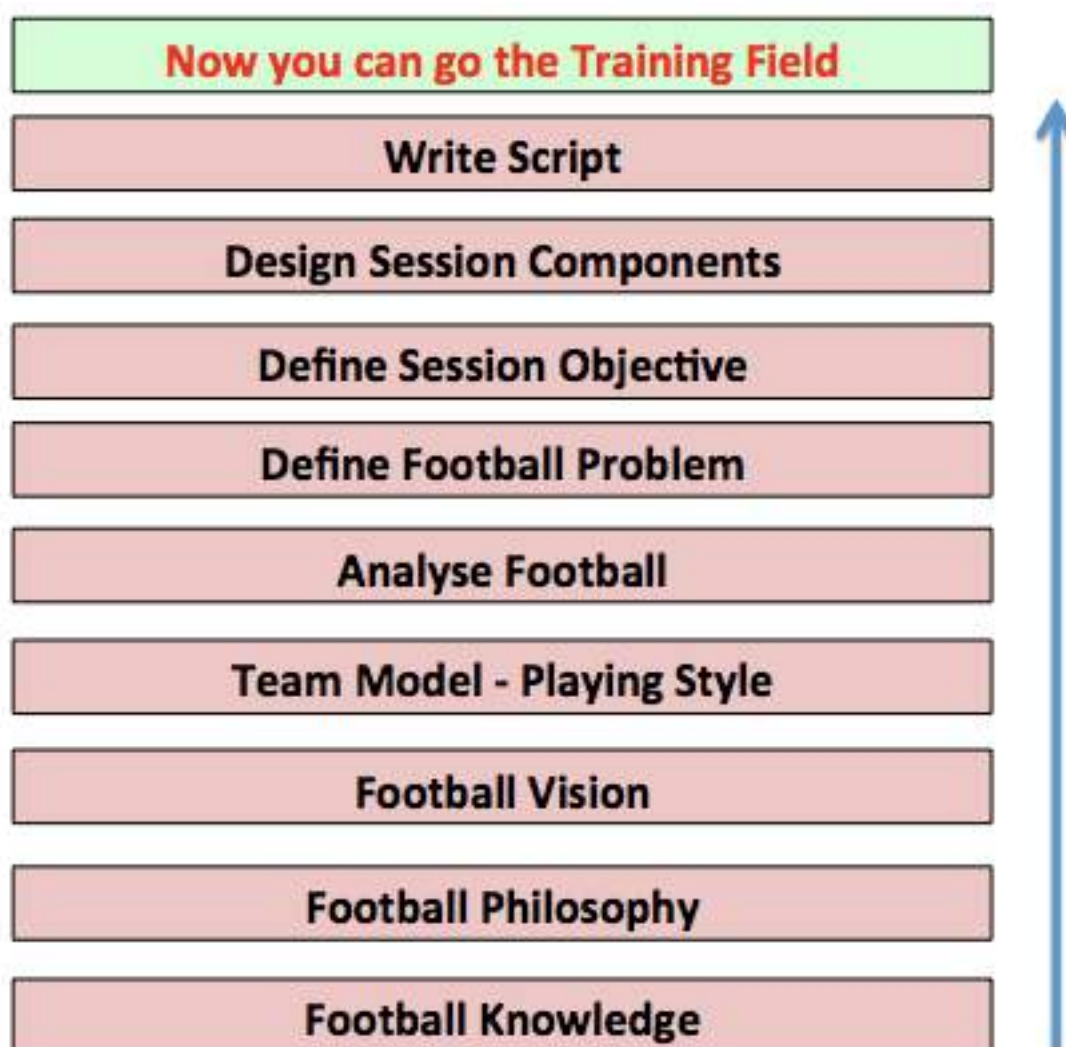 Now you can go the Training Field
Write Script
Design Session Components
Define Session Objective
Define Football Problem
Analyse Football
Team Model - Playing Style
Football Vision
Football Philosophy
Football Knowledge